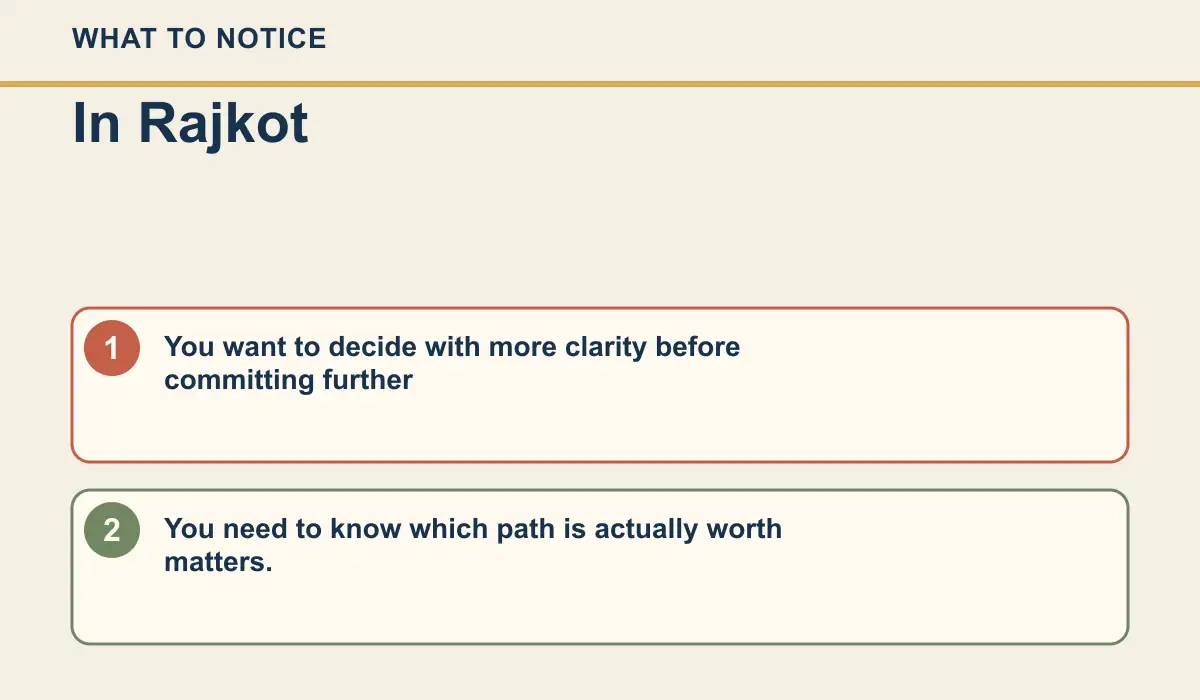 WHAT TO NOTICE
In Rajkot
1
You want to decide with more clarity before
committing further
2
You need to know which path is actually worth
matters.